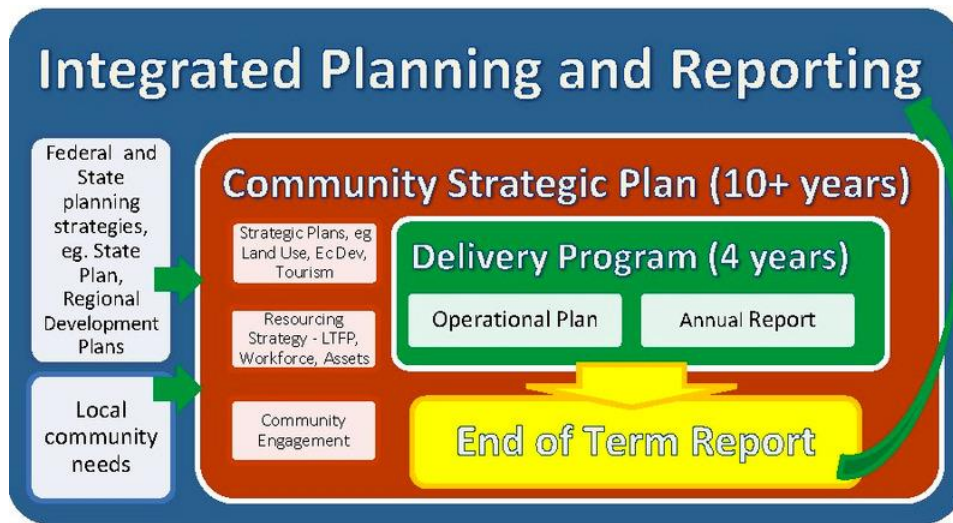 Integrated Planning and Reporting
Federal and
State
planning
strategies,
eg. State
Plan,
Regional
Development
Plans
Local
community
needs
Community Strategic Plan (10+ years)
Strategic Plans, eg
Land Use, EcDev,
Tourism
Resourcing
Strategy - LTFP,
Workforce, Assets
Community
Engagement
Delivery Program (4 years)
Operational Plan
Annual Report
End of Term Report